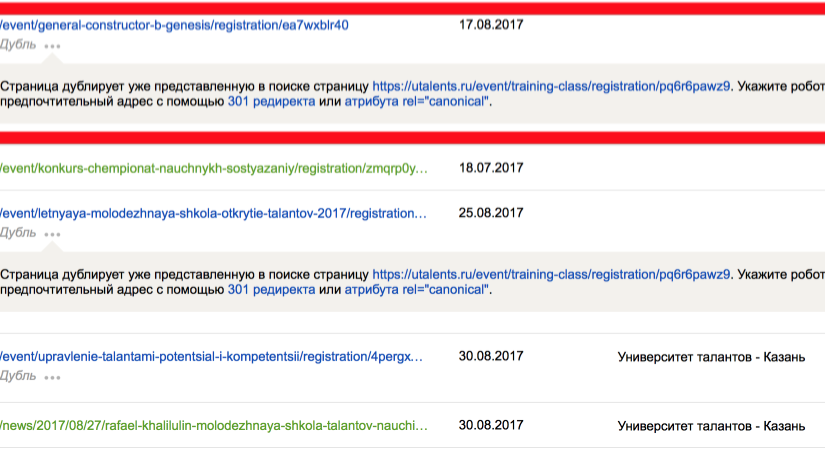 /event/general-constructor-b-genesis/registration/ea7wxblr40 17.08.2017
Дубль •••
Страница дублирует уже представленную в поиске страницу https://utalents.ru/event/training-class/registration/pq6r6pawz9. Укажите робот
предпочтительный адрес с помощью 301 редиректа или атрибута rel="canonical".
/event/konkurs-chempionat-nauchnykh-sostyazaniy/registration/zmqrp0y... 18.07.2017
/event/letnyaya-molodezhnaya-shkola-otkrytie-talantov-2017/registration... 25.08.2017
Дубль •••
Страница дублирует уже представленную в поиске страницу https://utalents.ru/event/training-class/registration/pq6r6pawz9. Укажите робот
предпочтительный адрес с помощью 301 редиректа или атрибута rel="canonical".
/event/upravlenie-talantami-potentsial-i-kompetentsii/registration/4pergx... 30.08.2017 Университет талантов - Казань
Дубль •••
/news/2017/08/27/rafael-khalilulin-molodezhnaya-shkola-talantov-nauchi... 30.08.2017 Университет талантов - Казань